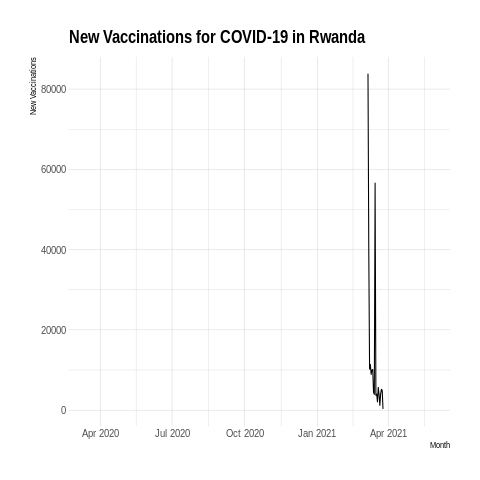 New Vaccinations for COVID-19 in Rwanda
New Vaccinations
80000
60000
40000
20000
0
Apr 2020 Jul 2020 Oct 2020 Jan 2021 Apr 2021
Month